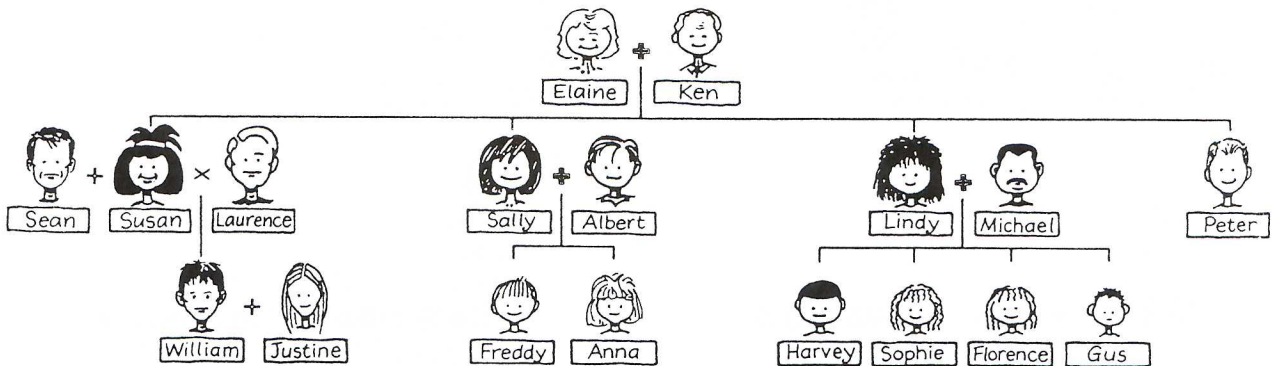 Elaine Ken
Sean Susan Laurence Sally Albert Lindy Michael Peter
William Justine Freddy Anna Harvey Sophie Florence Gus